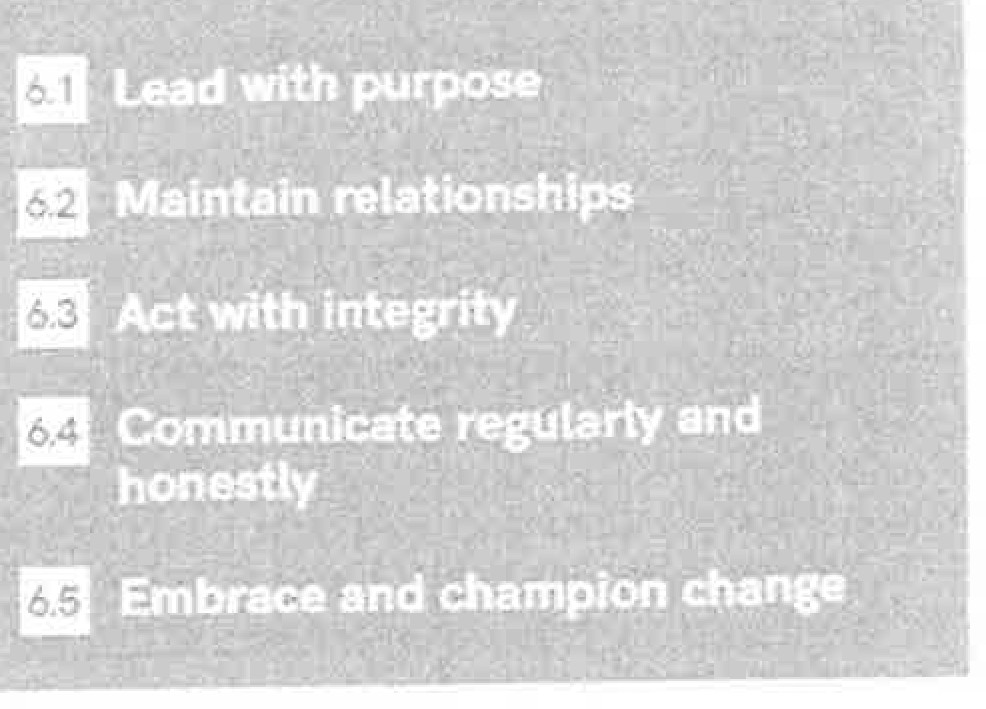 6.1 Lead with purpose
6.2 Maintain relationships
6.3 Act with integrity
6.4 Communicate regularly and
honestly
6.5 Embrace and champion change